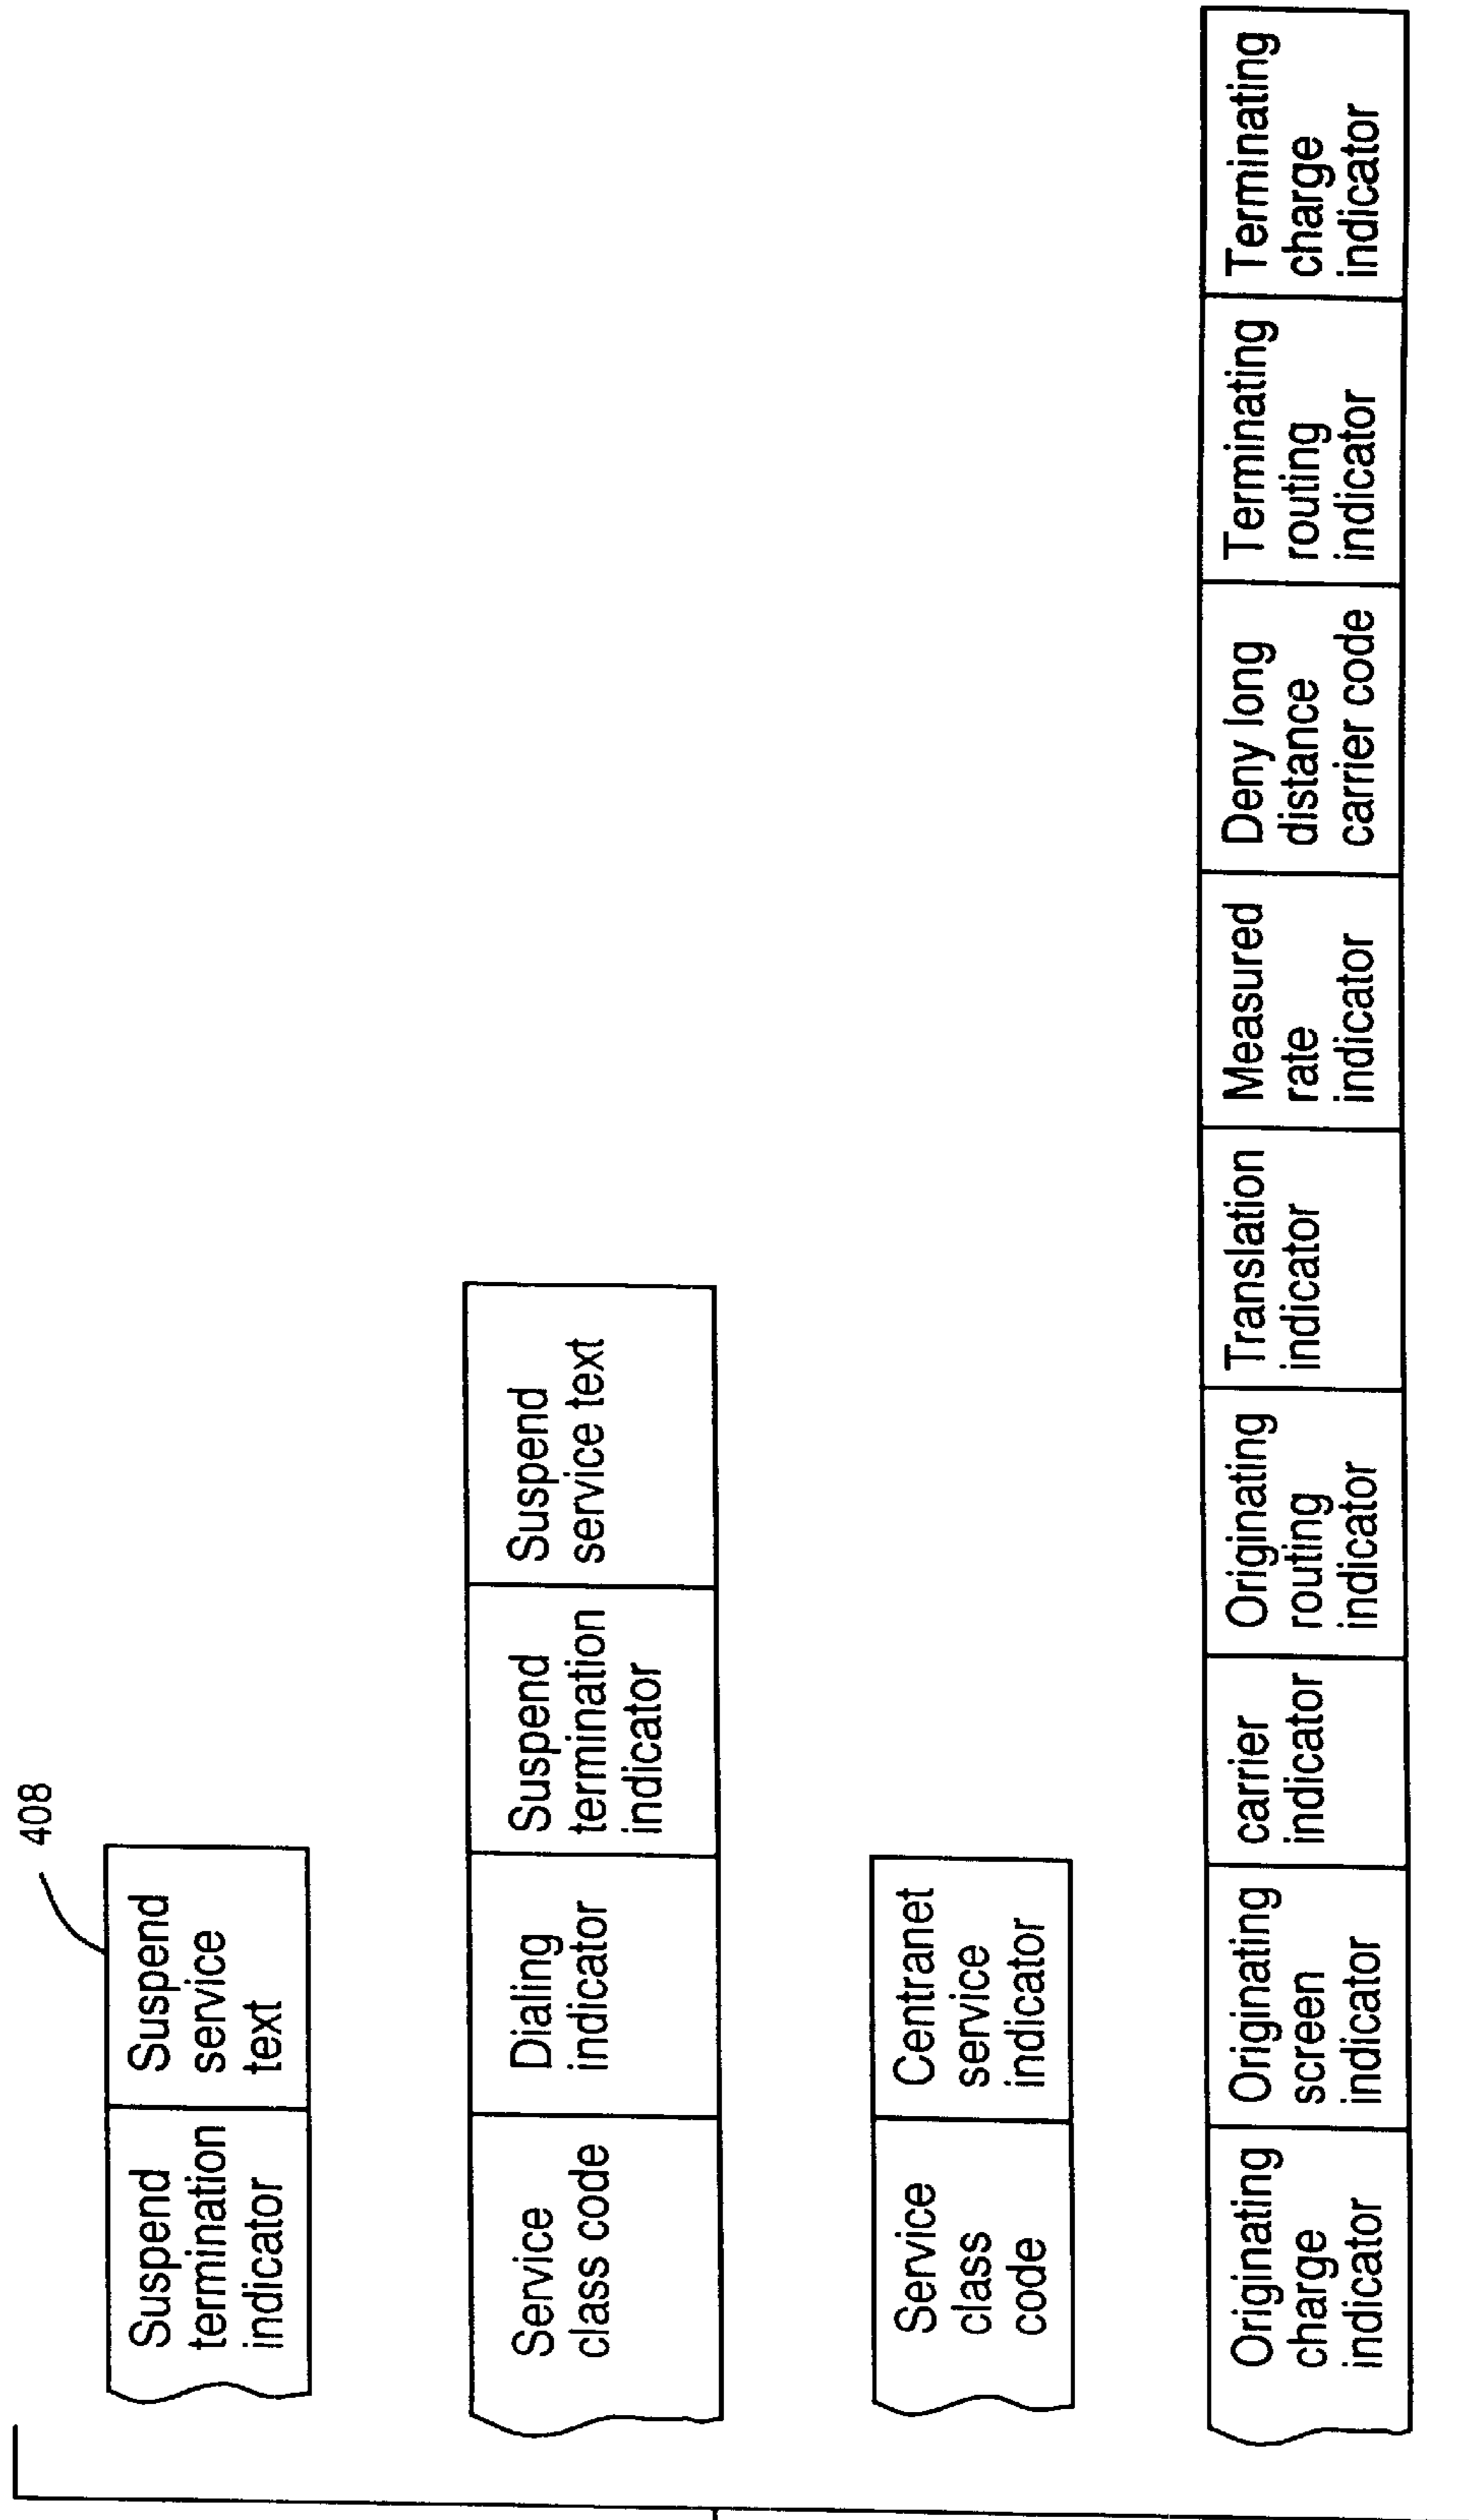 408
Suspend
termination
indicator
Suspend
service
text
Service
class code
Dialing
indicator
Suspend
termination
indicator
Suspend
service text
Service
class
code
Centranet
service
indicator
Originating
charge
indicator
Originating
screen
indicator
carrier
indicator
Originating
routing
indicator
Translation
indicator
Measured
rate
indicator
Deny long
distance
carrier code
Terminating
routing
indicator
Terminating
charge
indicator